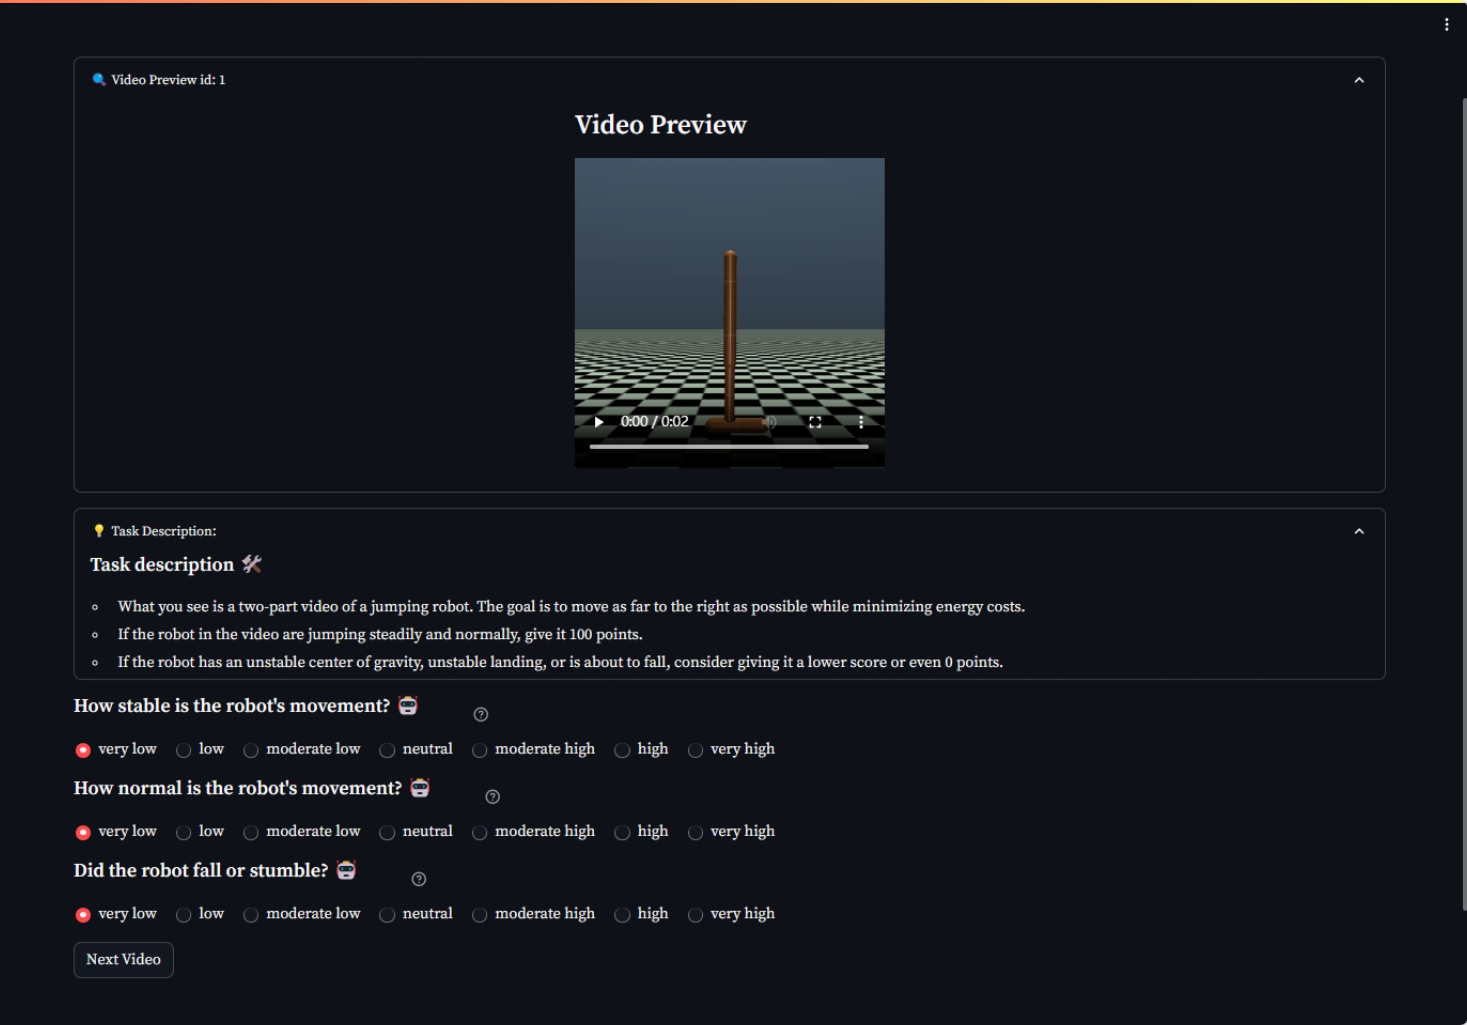 Video Preview id: 1
Video Preview
0:00 / 0:02
Task Description:
Task description
What you see is a two-part video of a jumping robot. The goal is to move as far to the right as possible while minimizing energy costs.
If the robot in the video are jumping steadily and normally, give it 100 points.
If the robot has an unstable center of gravity, unstable landing, or is about to fall, consider giving it a lower score or even 0 points.
How stable is the robot's movement?
very low low moderate low neutral moderate high high very high
How normal is the robot's movement?
very low low moderate low neutral moderate high high very high
Did the robot fall or stumble?
very low low moderate low neutral moderate high high very high
Next Video